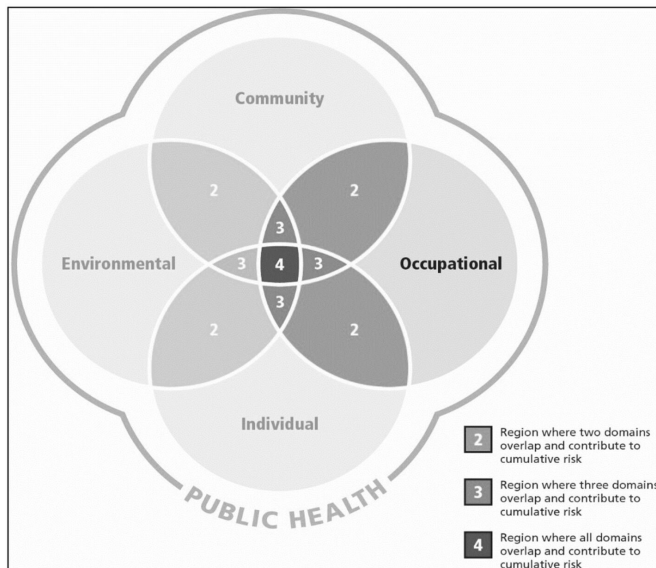 Community
2
2
3
Environmental
3
4
3
Occupational
3
2
2
Individual
PUBLIC HEALTH
2
Region where two domains
overlap and contribute to
cumulative risk
3
Region where three domains
overlap and contribute to
cumulative risk
4
Region where all domains
overlap and contribute to
cumulative risk